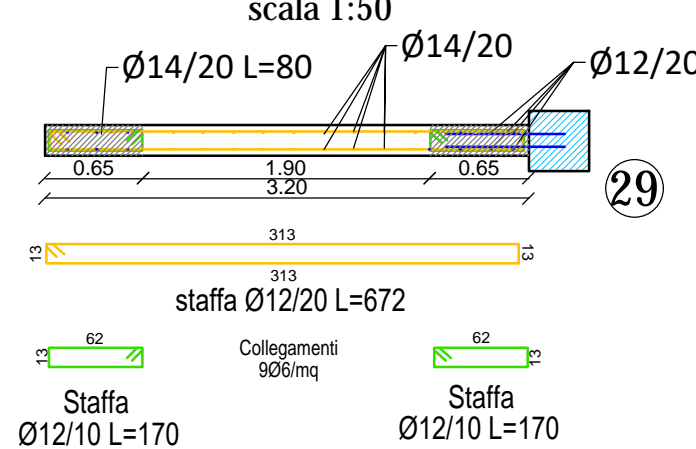 scala 1:50
Ø14/20 L=80
Ø14/20
Ø12/20
0.65
1.90
0.65
3.20
29
313
13
13
313
staffa Ø12/20 L=672
62
13
Collegamenti
9Ø6/mq
62
13
Staffa
Ø12/10 L=170
Staffa
Ø12/10 L=170